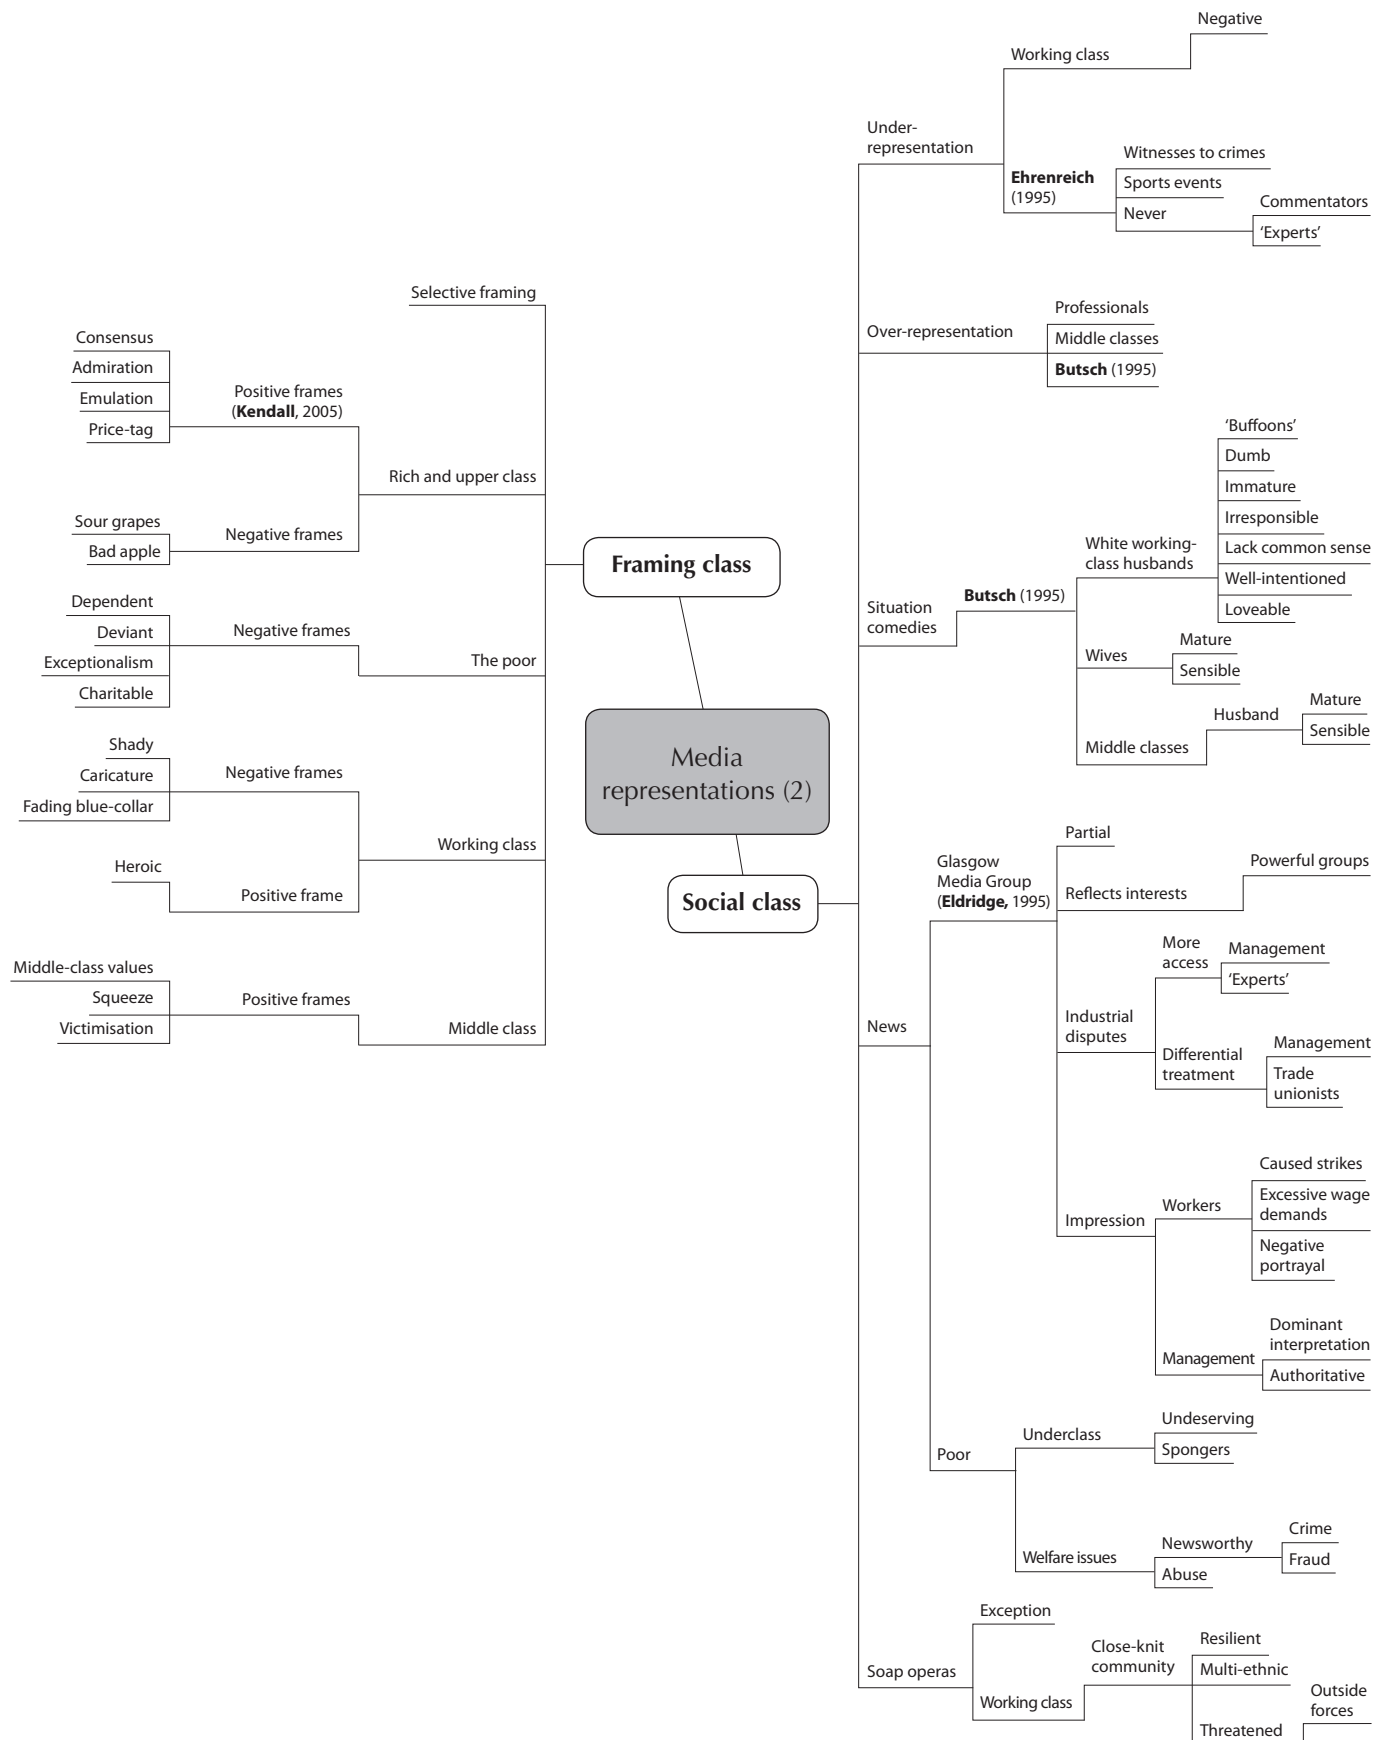 Media
representations (2)
Framing class
Selective framing
Rich and upper class
Positive frames
(Kendall, 2005)
Consensus
Admiration
Emulation
Price-tag
Negative frames
Sour grapes
Bad apple
The poor
Negative frames
Dependent
Deviant
Exceptionalism
Charitable
Working class
Negative frames
Shady
Caricature
Fading blue-collar
Positive frame
Heroic
Middle class
Positive frames
Middle-class values
Squeeze
Victimisation
Social class
Under-
representation
Working class
Negative
Ehrenreich
(1995)
Witnesses to crimes
Sports events
Never
Commentators
‘Experts’
Over-representation
Professionals
Middle classes
Butsch (1995)
Situation
comedies
Butsch (1995)
White working-
class husbands
‘Buffoons’
Dumb
Immature
Irresponsible
Lack common sense
Well-intentioned
Loveable
Wives
Mature
Sensible
Middle classes
Husband
Mature
Sensible
News
Glasgow
Media Group
(Eldridge, 1995)
Partial
Reflects interests
Powerful groups
Industrial
disputes
More
access
Management
‘Experts’
Differential
treatment
Management
Trade
unionists
Impression
Workers
Caused strikes
Excessive wage
demands
Negative
portrayal
Management
Dominant
interpretation
Authoritative
Poor
Underclass
Undeserving
Spongers
Welfare issues
Newsworthy
Crime
Fraud
Abuse
Soap operas
Exception
Working class
Close-knit
community
Resilient
Multi-ethnic
Threatened
Outside
forces